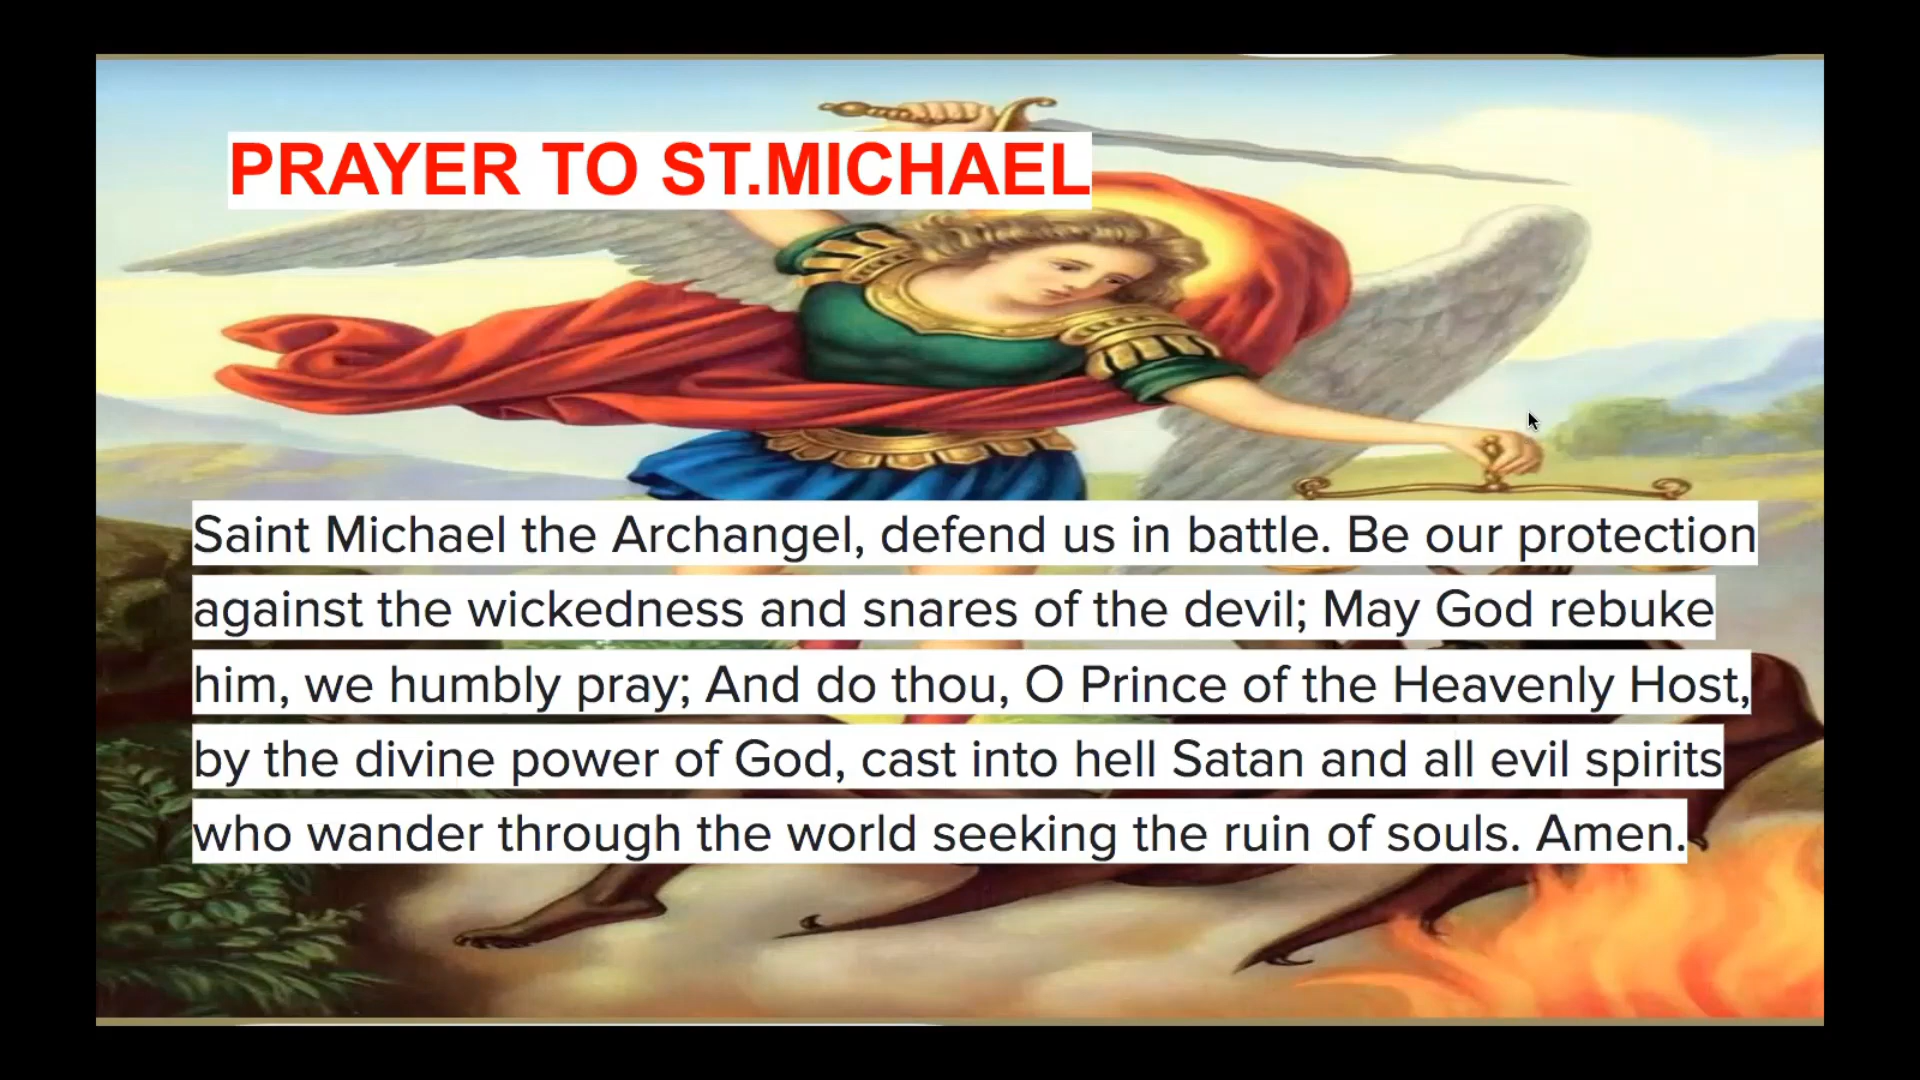 PRAYER TO ST.MICHAEL
Saint Michael the Archangel, defend us in battle. Be our protection
against the wickedness and snares of the devil; May God rebuke
him, we humbly pray; And do thou, O Prince of the Heavenly Host,
by the divine power of God, cast into hell Satan and all evil spirits
who wander through the world seeking the ruin of souls. Amen.